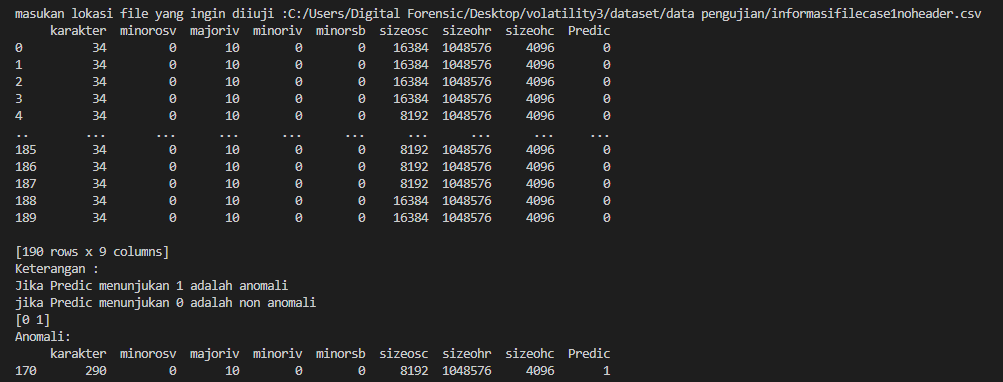 masukan lokasi file yang ingin diiuji :C:/Users/Digital Forensic/Desktop/volatility3/dataset/data pengujian/informasifilecase1noheader.csv
karakter minorosv majoriv minoriv minorsb sizeosc sizeohr sizeohc Predic
0 34 0 10 0 0 16384 1048576 4096 0
1 34 0 10 0 0 16384 1048576 4096 0
2 34 0 10 0 0 16384 1048576 4096 0
3 34 0 10 0 0 16384 1048576 4096 0
4 34 0 10 0 0 8192 1048576 4096 0
.. ... ... ... ... ... ... ... ... ...
185 34 0 10 0 0 8192 1048576 4096 0
186 34 0 10 0 0 8192 1048576 4096 0
187 34 0 10 0 0 8192 1048576 4096 0
188 34 0 10 0 0 16384 1048576 4096 0
189 34 0 10 0 0 16384 1048576 4096 0
[190 rows x 9 columns]
Keterangan :
Jika Predic menunjukan 1 adalah anomali
jika Predic menunjukan 0 adalah non anomali
[0 1]
Anomali:
karakter minorosv majoriv minoriv minorsb sizeosc sizeohr sizeohc Predic
170 290 0 10 0 0 8192 1048576 4096 1